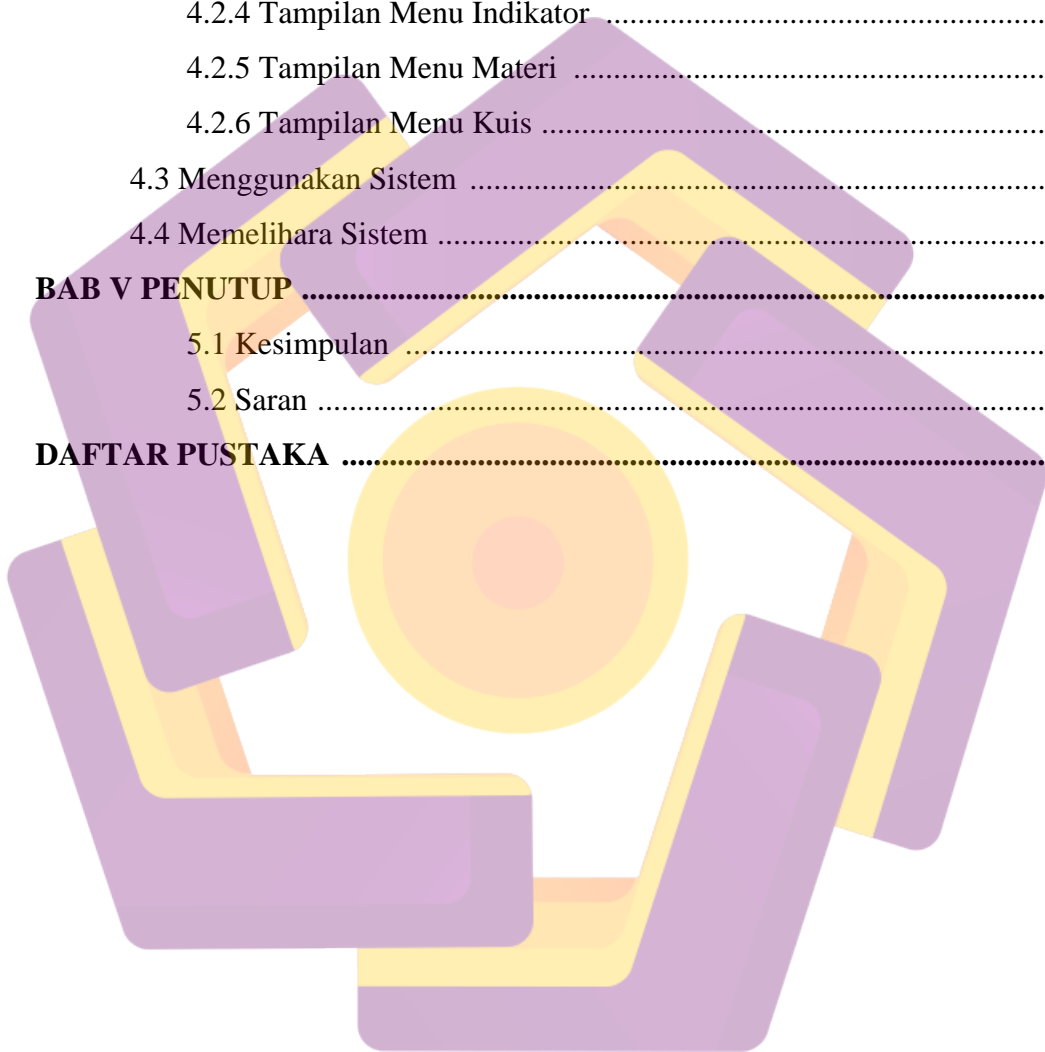 4.2.4 Tampilan Menu Indikator ................................................................
4.2.5 Tampilan Menu Materi ....................................................................
4.2.6 Tampilan Menu Kuis ........................................................................
4.3 Menggunakan Sistem ..................................................................................
4.4 Memelihara Sistem .......................................................................................
BAB V PENUTUP .........................................................................................
5.1 Kesimpulan ..........................................................................................
5.2 Saran ....................................................................................................
DAFTAR PUSTAKA ....................................................................................